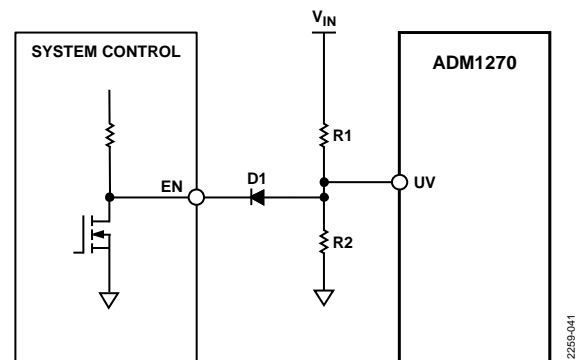 VIN
SYSTEM CONTROL
ADM1270
R1
EN
D1
UV
R2
2259-041